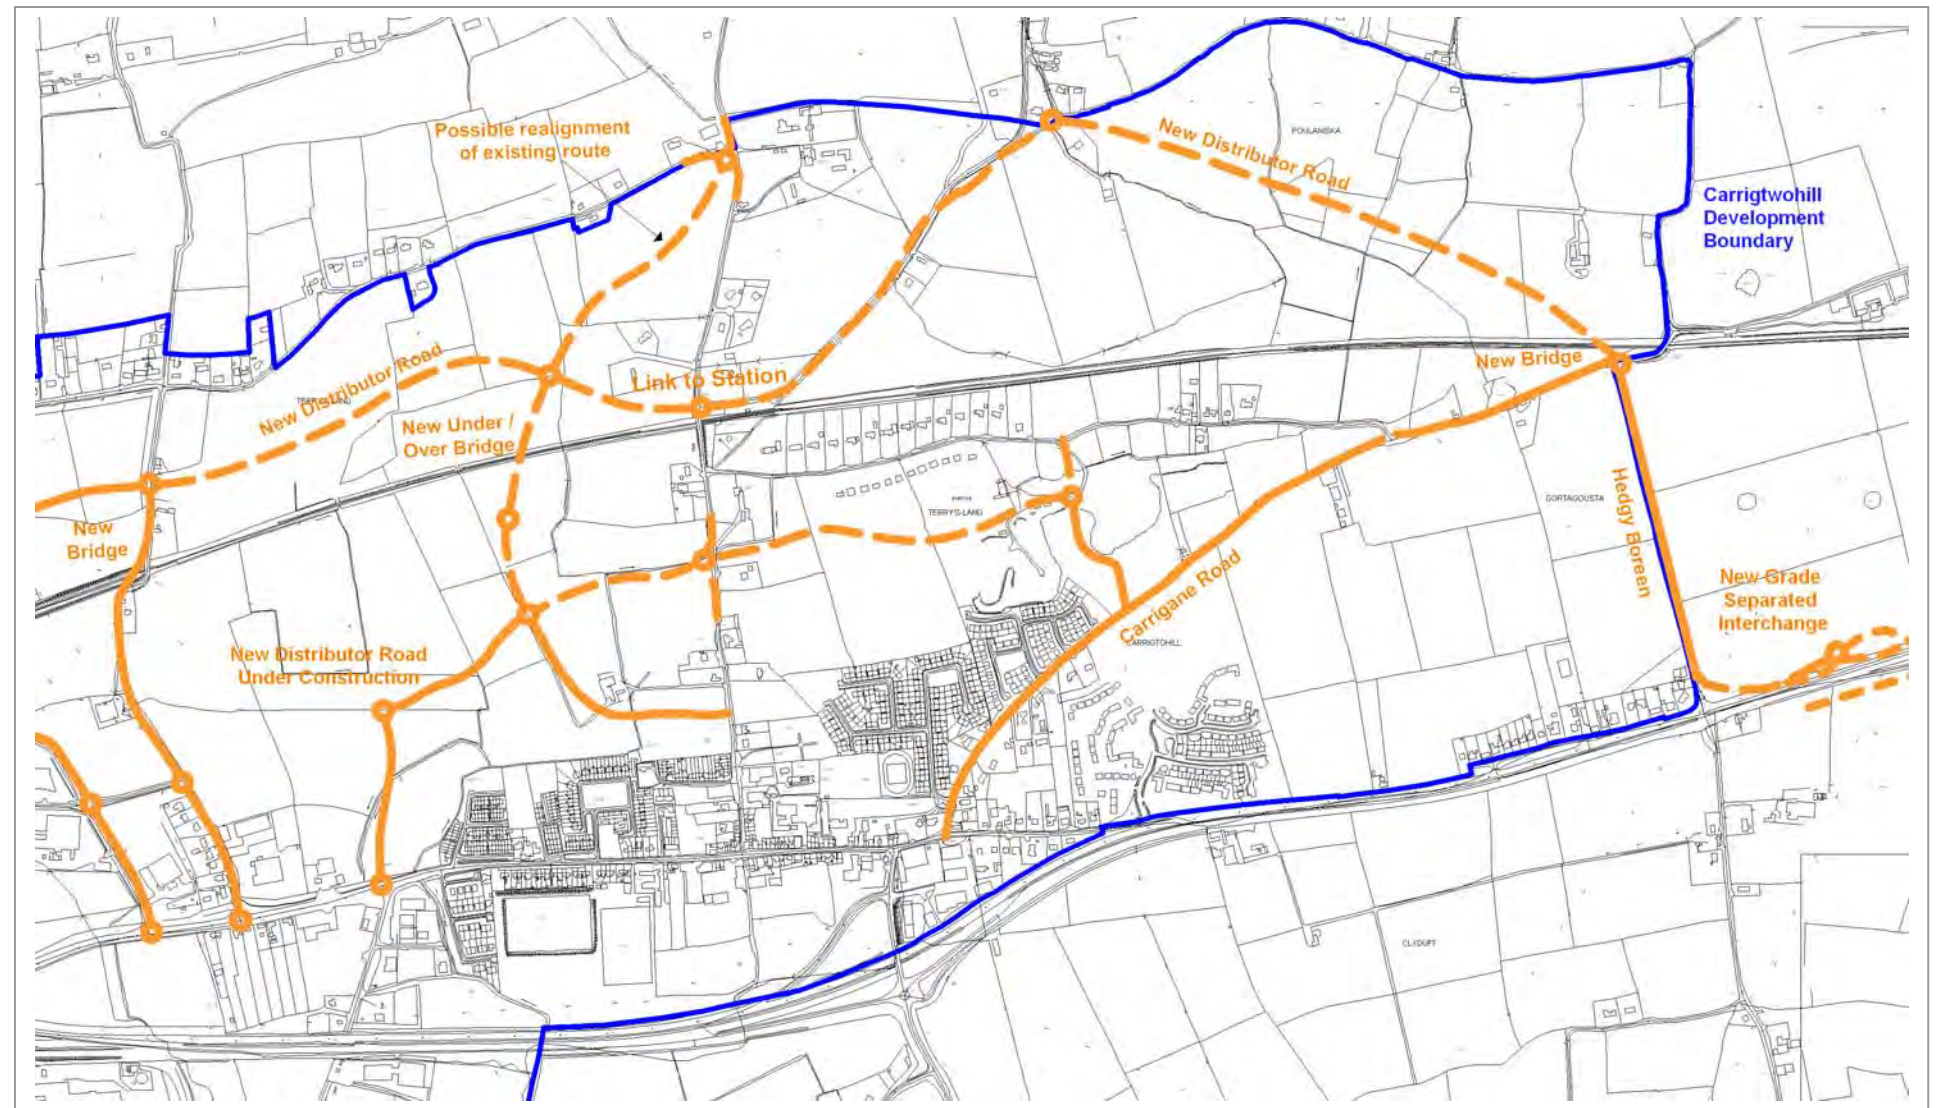 Possible realignment
of existing route
New Distributor Road
POULANISKA
Carrigtwohill
Development
Boundary
New Distributor Road
Link to Station
New Bridge
New Under /
Over Bridge
TERRY'S-LAND
New
Bridge
Hedgy Boreen
GORTAGOUSTA
Carrigane Road
CARRIGTOHILL
New Grade
Separated
Interchange
New Distributor Road
Under Construction
CLYDUFF